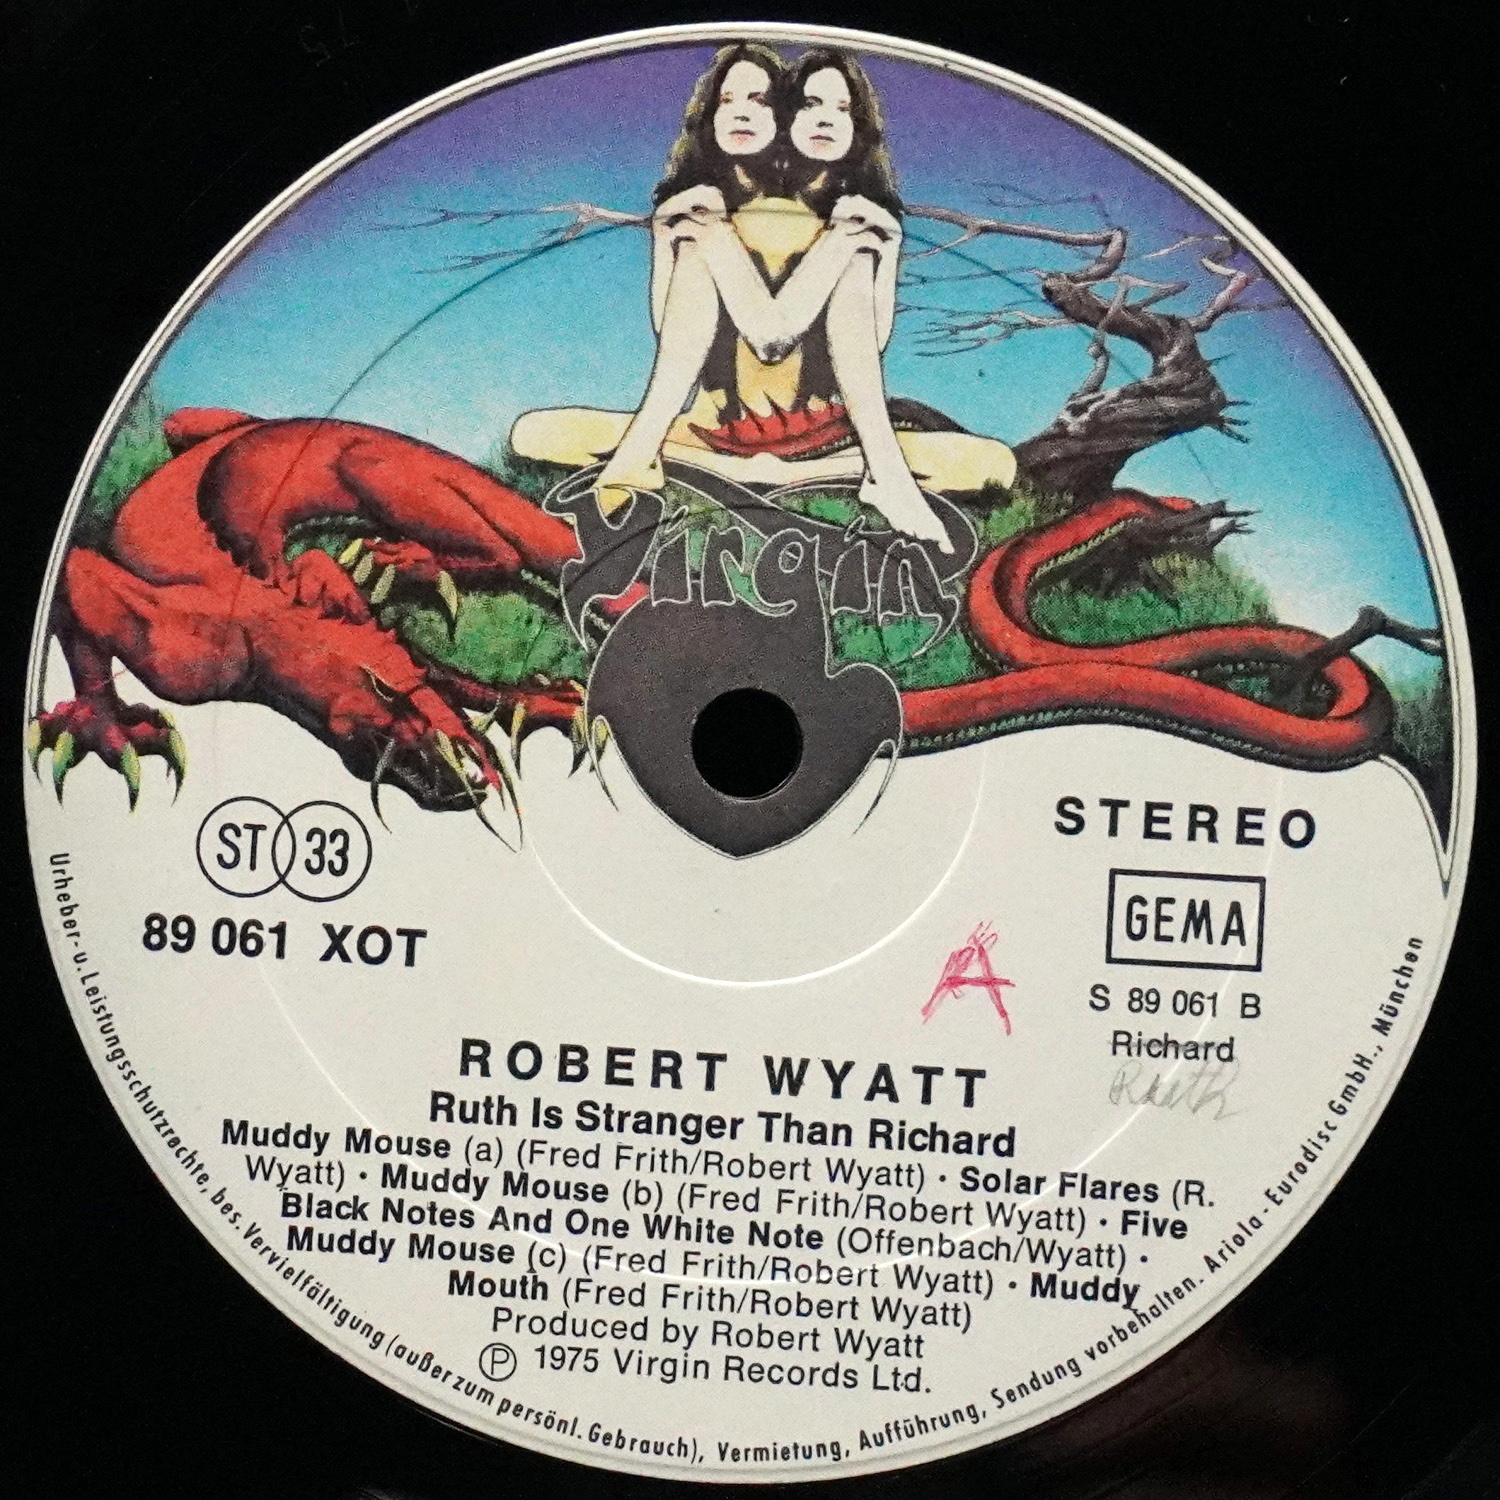 Virgin
ST 33
STEREO
GEMA
89 061 XOT
A
S 89 061 B
Richard
ROBERT WYATT
Ruth Is Stranger Than Richard
Muddy Mouse (a) (Fred Frith/Robert Wyatt) · Solar Flares (R.
Wyatt) · Muddy Mouse (b) (Fred Frith/Robert Wyatt) · Five
Black Notes And One White Note (Offenbach/Wyatt) ·
Muddy Mouse (c) (Fred Frith/Robert Wyatt) · Muddy
Mouth (Fred Frith/Robert Wyatt)
Produced by Robert Wyatt
Ⓟ 1975 Virgin Records Ltd.
Urheber- u. Leistungsschutzrechte, bes. Vervielfältigung (außer zum persönl. Gebrauch), Vermietung, Aufführung, Sendung vorbehalten. Ariola - Eurodisc GmbH., München